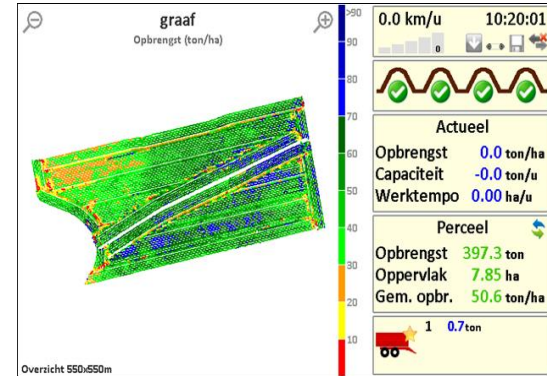 graaf
Opbrengst (ton/ha)
>90
90
80
70
60
50
40
30
20
10
Overzicht 550x550m
0.0 km/u 10:20:01
0
Actueel
Opbrengst 0.0 ton/ha
Capaciteit -0.0 ton/u
Werktempo 0.00 ha/u
Perceel
Opbrengst 397.3 ton
Oppervlak 7.85 ha
Gem. opbr. 50.6 ton/ha
1 0.7 ton